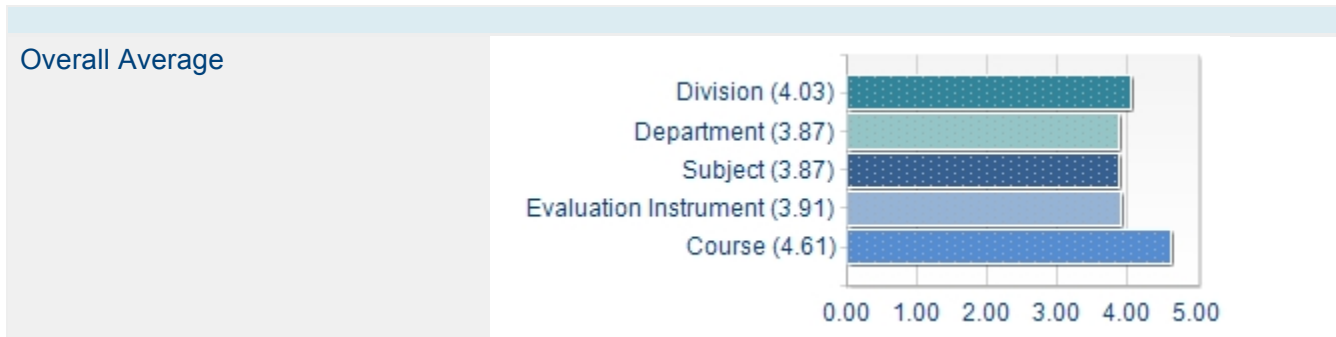 Overall Average
Division (4.03)
Department (3.87)
Subject (3.87)
Evaluation Instrument (3.91)
Course (4.61)
0.00 1.00 2.00 3.00 4.00 5.00